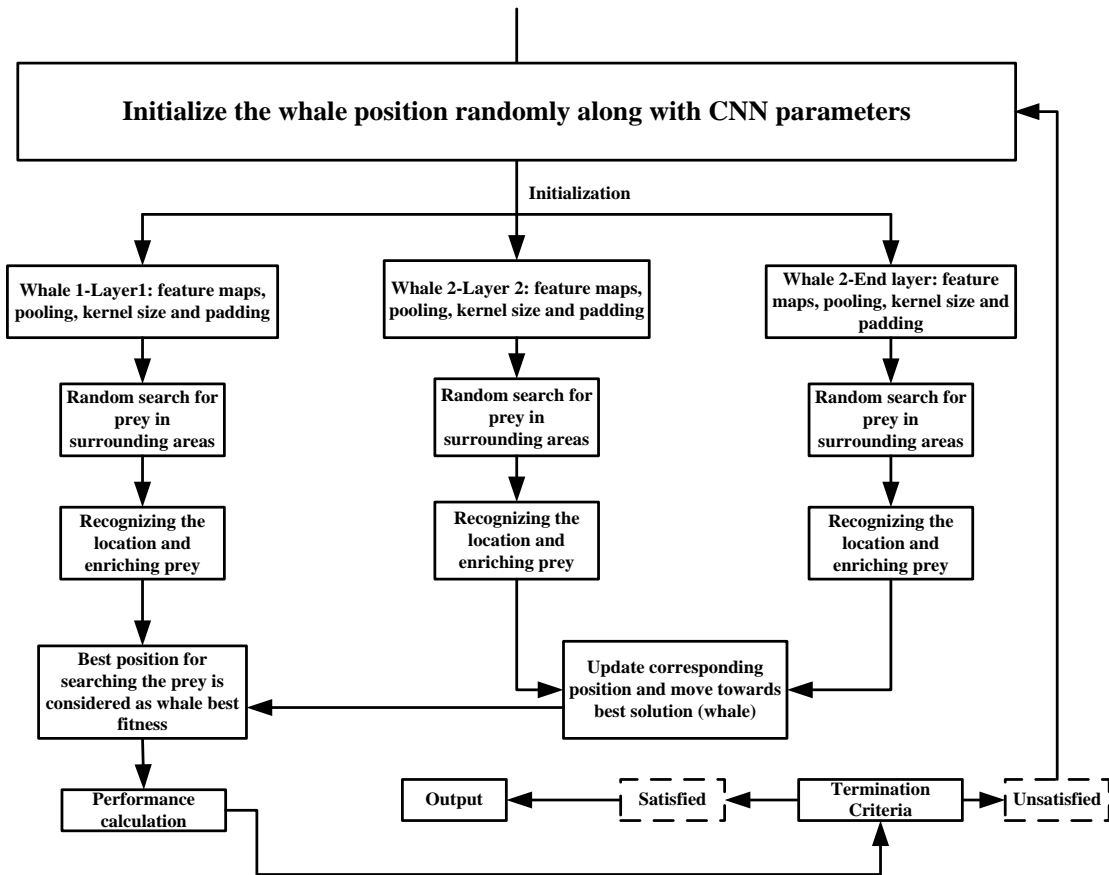 Initialize the whale position randomly along with CNN parameters
Initialization
Whale 1-Layer1: feature maps,
pooling, kernel size and padding
Whale 2-Layer 2: feature maps,
pooling, kernel size and padding
Whale 2-End layer: feature
maps, pooling, kernel size and
padding
Random search for
prey in
surrounding areas
Random search for
prey in
surrounding areas
Random search for
prey in
surrounding areas
Recognizing the
location and
enriching prey
Recognizing the
location and
enriching prey
Recognizing the
location and
enriching prey
Best position for
searching the prey is
considered as whale best
fitness
Update corresponding
position and move towards
best solution (whale)
Performance
calculation
Output
Satisfied
Termination
Criteria
Unsatisfied